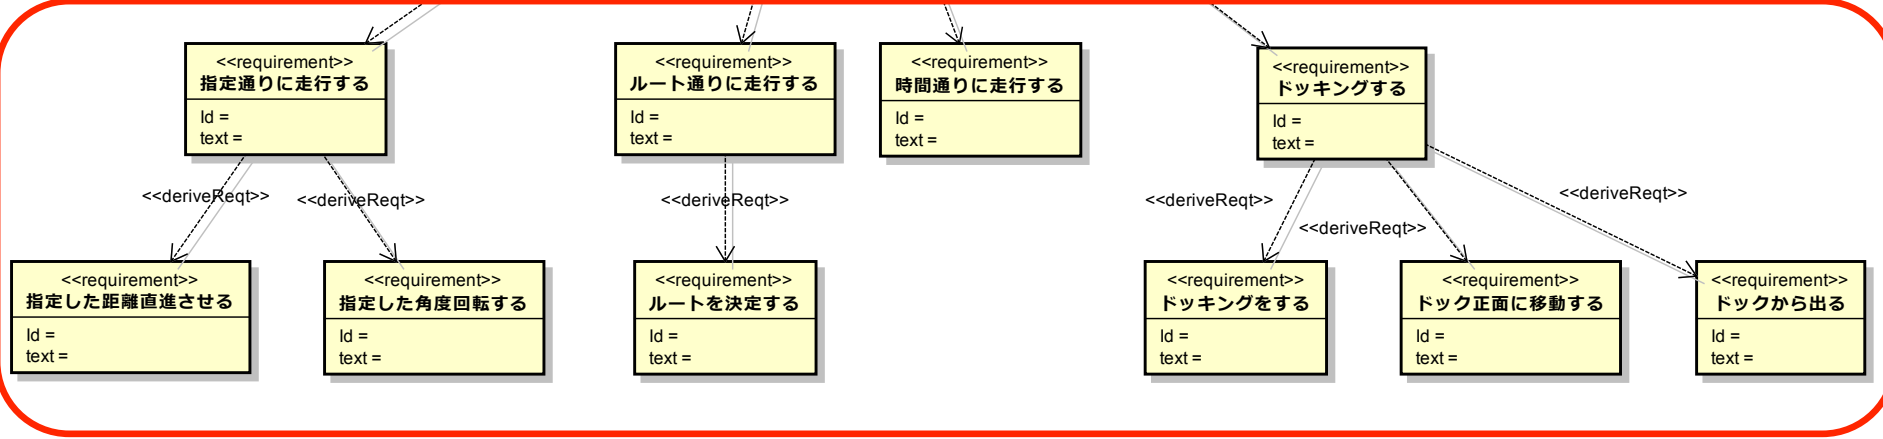 <<requirement>>
指定通りに走行する
Id =
text =
<<requirement>>
ルート通りに走行する
Id =
text =
<<requirement>>
時間通りに走行する
Id =
text =
<<requirement>>
ドッキングする
Id =
text =
<<deriveReqt>>
<<deriveReqt>>
<<deriveReqt>>
<<deriveReqt>>
<<deriveReqt>>
<<deriveReqt>>
<<requirement>>
指定した距離直進させる
Id =
text =
<<requirement>>
指定した角度回転する
Id =
text =
<<requirement>>
ルートを決定する
Id =
text =
<<requirement>>
ドッキングをする
Id =
text =
<<requirement>>
ドック正面に移動する
Id =
text =
<<requirement>>
ドックから出る
Id =
text =